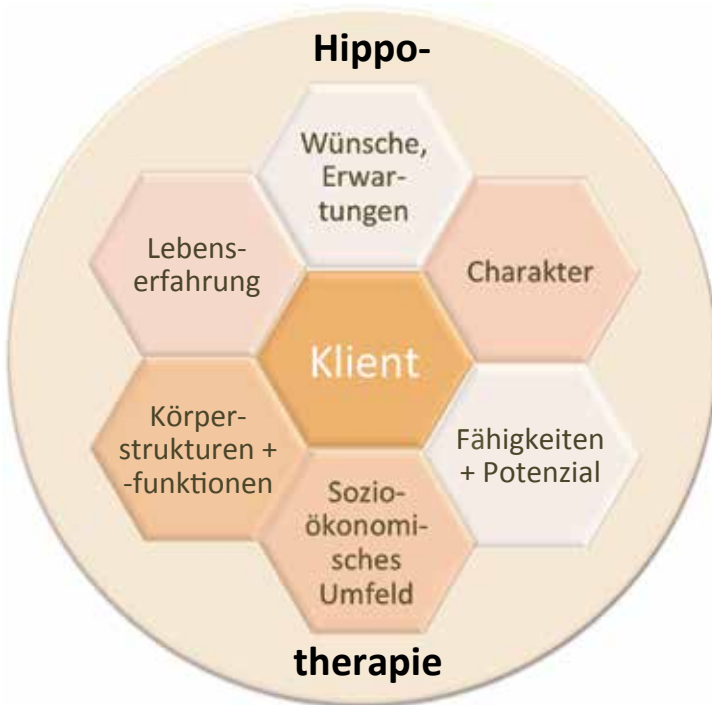 Hippo-
Wünsche,
Erwar-
tungen
Lebens-
erfahrung
Charakter
Klient
Körper-
strukturen +
-funktionen
Fähigkeiten
+ Potenzial
Sozio-
ökonomi-
sches
Umfeld
therapie